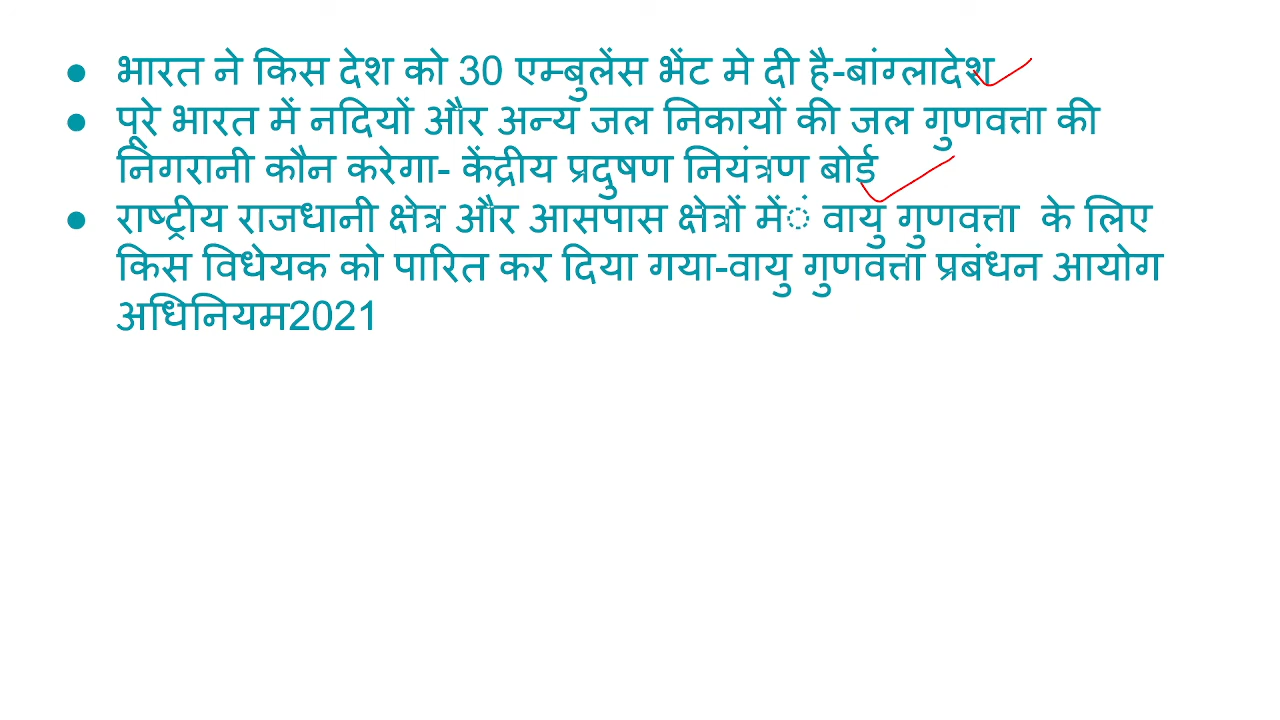 ● भारत ने किस देश को 30 एम्बुलेंस भेंट मे दी है-बांग्लादेश
● पूरे भारत में नदियों और अन्य जल निकायों की जल गुणवत्ता की
निगरानी कौन करेगा- केंद्रीय प्रदुषण नियंत्रण बोर्ड
● राष्ट्रीय राजधानी क्षेत्र और आसपास क्षेत्रों मेंं वायु गुणवत्ता  के लिए
किस विधेयक को पारित कर दिया गया-वायु गुणवत्ता प्रबंधन आयोग
अधिनियम2021